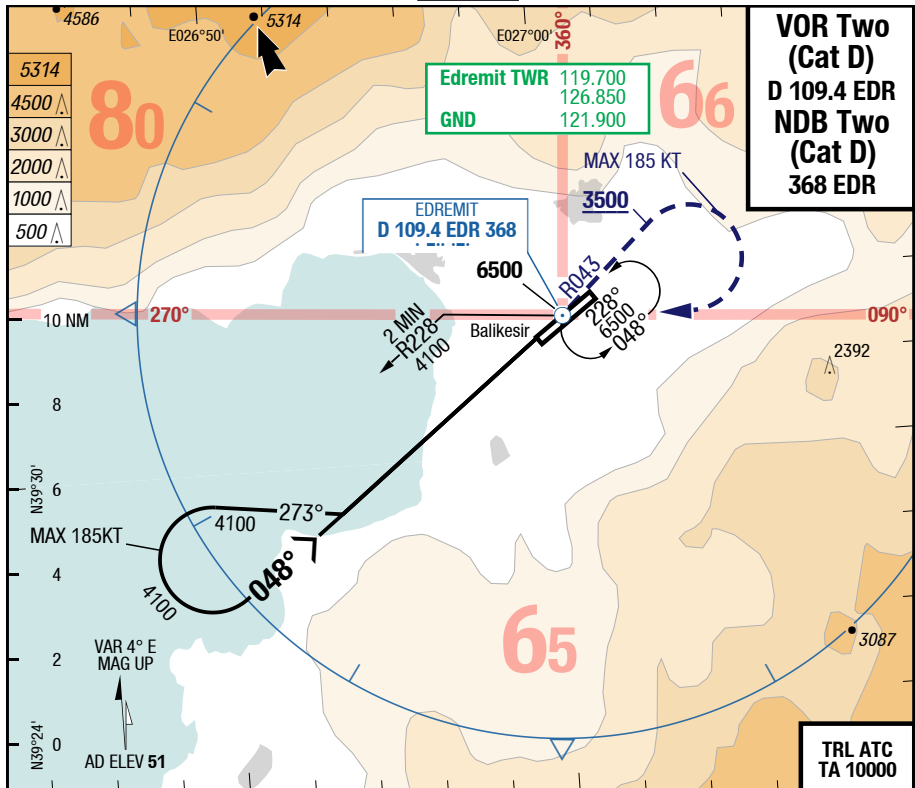 4586
5314
E026°50'
E027°00'
360°
VOR Two
(Cat D)
D 109.4 EDR
NDB Two
(Cat D)
368 EDR
5314
4500
3000
2000
1000
500
80
Edremit TWR 119.700
126.850
GND 121.900
66
MAX 185 KT
3500
EDREMIT
D 109.4 EDR 368
6500
R043
228°
6500
048°
10 NM
270°
090°
2 MIN
R228
4100
Balikesir
2392
8
N39°30'
6
4100
273°
MAX 185KT
048°
4
4100
65
3087
VAR 4° E
MAG UP
2
N39°24'
0
AD ELEV 51
TRL ATC
TA 10000